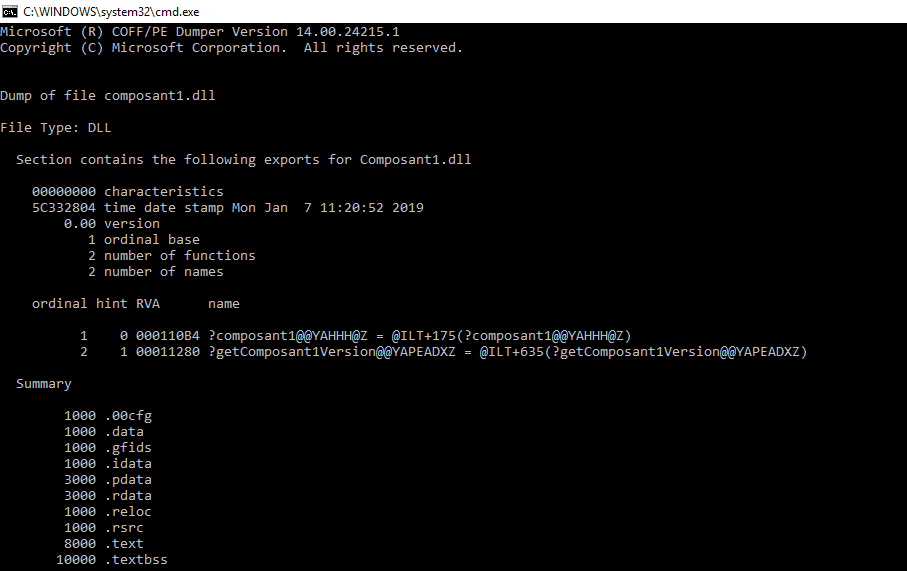 C:\WINDOWS\system32\cmd.exe
Microsoft (R) COFF/PE Dumper Version 14.00.24215.1
Copyright (C) Microsoft Corporation.  All rights reserved.
Dump of file composant1.dll
File Type: DLL
Section contains the following exports for Composant1.dll
00000000 characteristics
5C332804 time date stamp Mon Jan  7 11:20:52 2019
0.00 version
1 ordinal base
2 number of functions
2 number of names
ordinal hint RVA      name
1    0 000110B4 ?composant1@@YAHHH@Z = @ILT+175(?composant1@@YAHHH@Z)
2    1 00011280 ?getComposant1Version@@YAPEADXZ = @ILT+635(?getComposant1Version@@YAPEADXZ)
Summary
1000 .00cfg
1000 .data
1000 .gfids
1000 .idata
3000 .pdata
3000 .rdata
1000 .reloc
1000 .rsrc
8000 .text
10000 .textbss